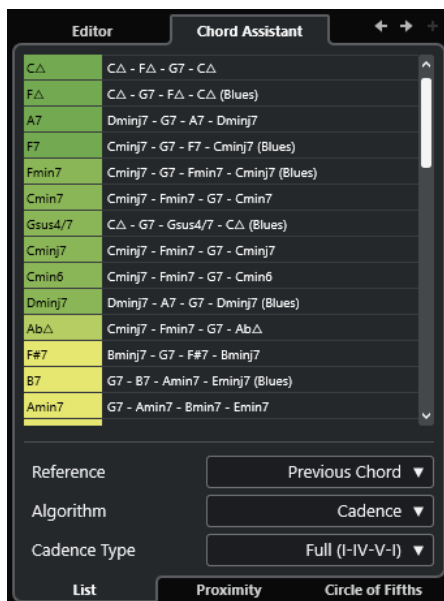 Editor Chord Assistant
C△ C△ - F△ - G7 - C△
F△ C△ - G7 - F△ - C△ (Blues)
A7 Dminj7 - G7 - A7 - Dminj7
F7 Cminj7 - G7 - F7 - Cminj7 (Blues)
Fmin7 Cminj7 - G7 - Fmin7 - Cminj7 (Blues)
Cmin7 Cminj7 - Fmin7 - G7 - Cmin7
Gsus4/7 C△ - G7 - Gsus4/7 - C△ (Blues)
Cminj7 Cminj7 - Fmin7 - G7 - Cminj7
Cmin6 Cminj7 - Fmin7 - G7 - Cmin6
Dminj7 Dminj7 - A7 - G7 - Dminj7 (Blues)
Ab△ Cminj7 - Fmin7 - G7 - Ab△
F#7 Bminj7 - G7 - F#7 - Bminj7
B7 G7 - B7 - Amin7 - Eminj7 (Blues)
Amin7 G7 - Amin7 - Bmin7 - Emin7
Reference Previous Chord
Algorithm Cadence
Cadence Type Full (I-IV-V-I)
List Proximity Circle of Fifths